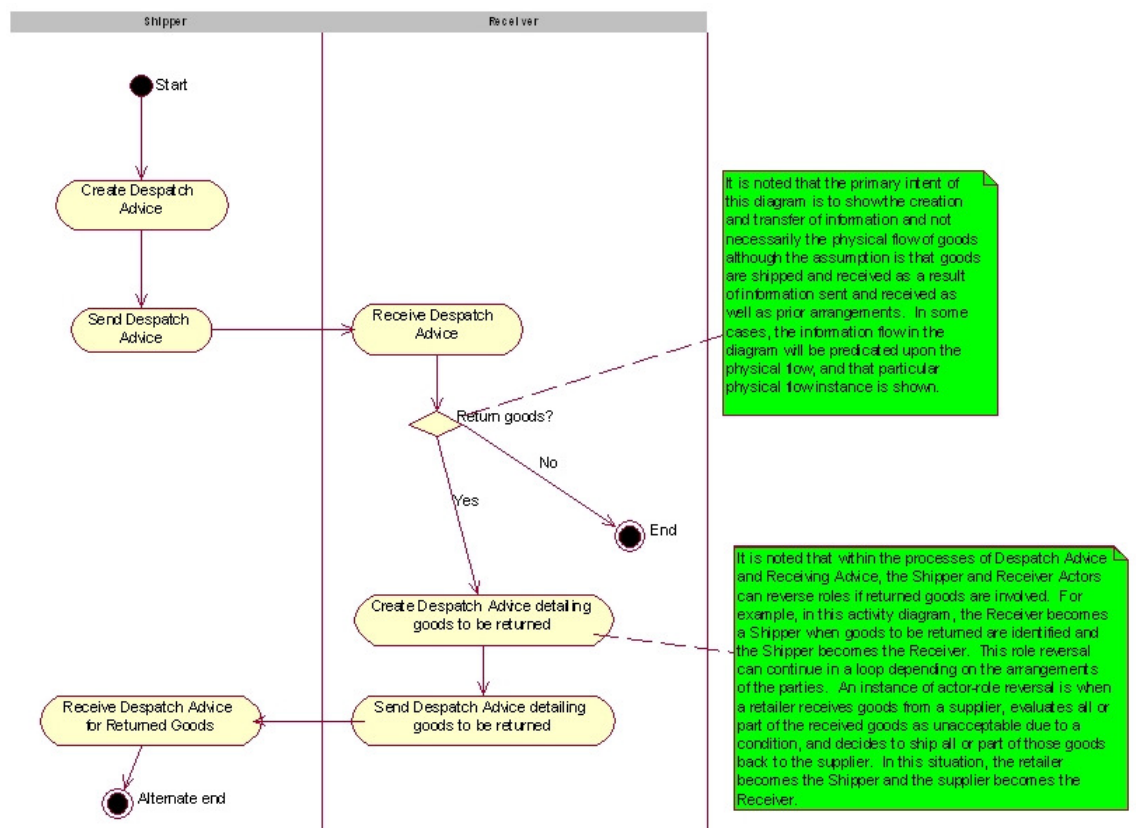 Shipper
Receiver
Start
Create Despatch
Advice
Send Despatch
Advice
Receive Despatch
Advice
Return goods?
No
Yes
End
Create Despatch Advice detailing
goods to be returned
Send Despatch Advice detailing
goods to be returned
Receive Despatch Advice
for Returned Goods
Alternate end
It is noted that the primary intent of
this diagram is to show the creation
and transfer of information and not
necessarily the physical flow of goods
although the assumption is that goods
are shipped and received as a result
of information sent and received as
well as prior arrangements. In some
cases, the information flow in the
diagram will be predicated upon the
physical flow, and that particular
physical flow instance is shown.
It is noted that within the processes of Despatch Advice
and Receiving Advice, the Shipper and Receiver Actors
can reverse roles if returned goods are involved. For
example, in this activity diagram, the Receiver becomes
a Shipper when goods to be returned are identified and
the Shipper becomes the Receiver. This role reversal
can continue in a loop depending on the arrangements
of the parties. An instance of actor-role reversal is when
a retailer receives goods from a supplier, evaluates all or
part of the received goods as unacceptable due to a
condition, and decides to ship all or part of those goods
back to the supplier. In this situation, the retailer
becomes the Shipper and the supplier becomes the
Receiver.